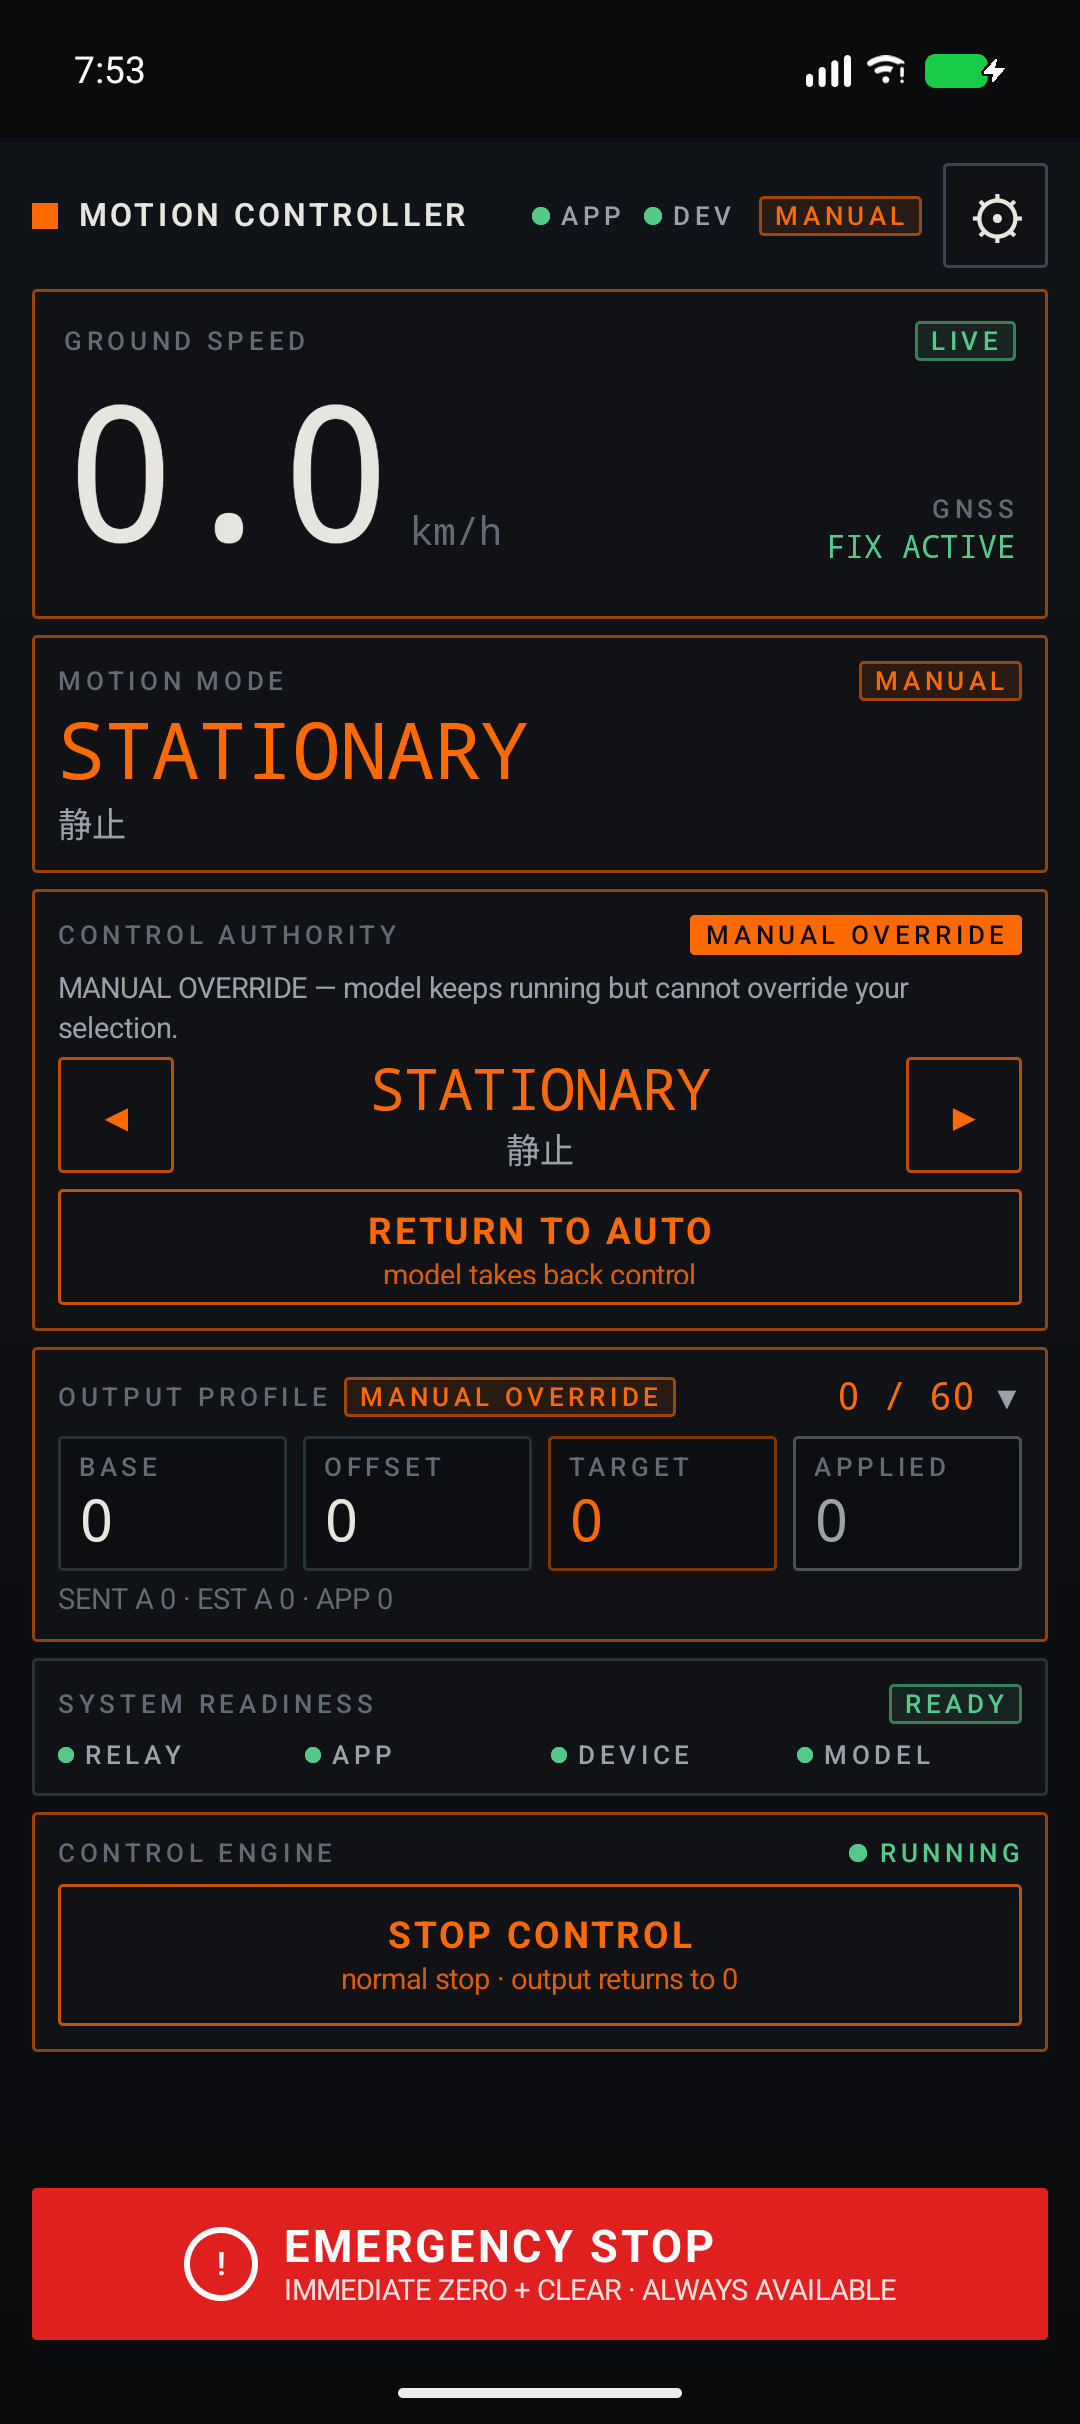 7:53
MOTION CONTROLLER
APP
DEV
MANUAL
GROUND SPEED
LIVE
0.0 km/h
GNSS
FIX ACTIVE
MOTION MODE
MANUAL
STATIONARY
静止
CONTROL AUTHORITY
MANUAL OVERRIDE
MANUAL OVERRIDE — model keeps running but cannot override your
selection.
◀
STATIONARY
静止
▶
RETURN TO AUTO
model takes back control
OUTPUT PROFILE
MANUAL OVERRIDE
0 / 60 ▼
BASE
0
OFFSET
0
TARGET
0
APPLIED
0
SENT A 0 · EST A 0 · APP 0
SYSTEM READINESS
READY
RELAY
APP
DEVICE
MODEL
CONTROL ENGINE
RUNNING
STOP CONTROL
normal stop · output returns to 0
!
EMERGENCY STOP
IMMEDIATE ZERO + CLEAR · ALWAYS AVAILABLE